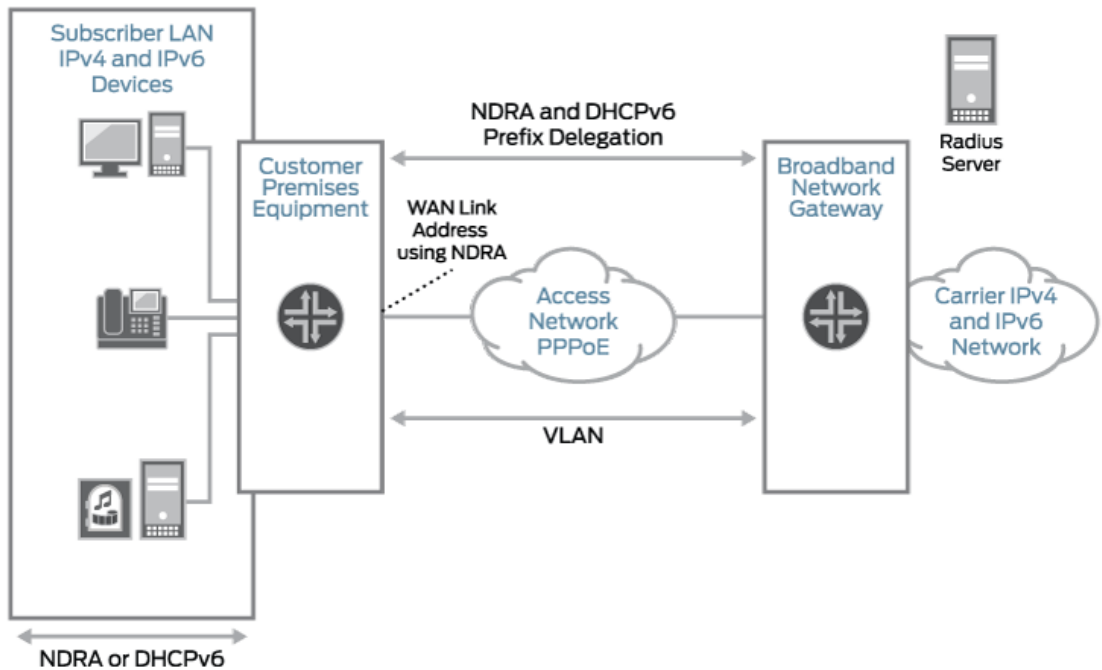 Subscriber LAN
IPv4 and IPv6
Devices
NDRA and DHCPv6
Prefix Delegation
Radius
Server
Customer
Premises
Equipment
Broadband
Network
Gateway
WAN Link
Address
using NDRA
Access
Network
PPPoE
Carrier IPv4
and IPv6
Network
VLAN
NDRA or DHCPv6